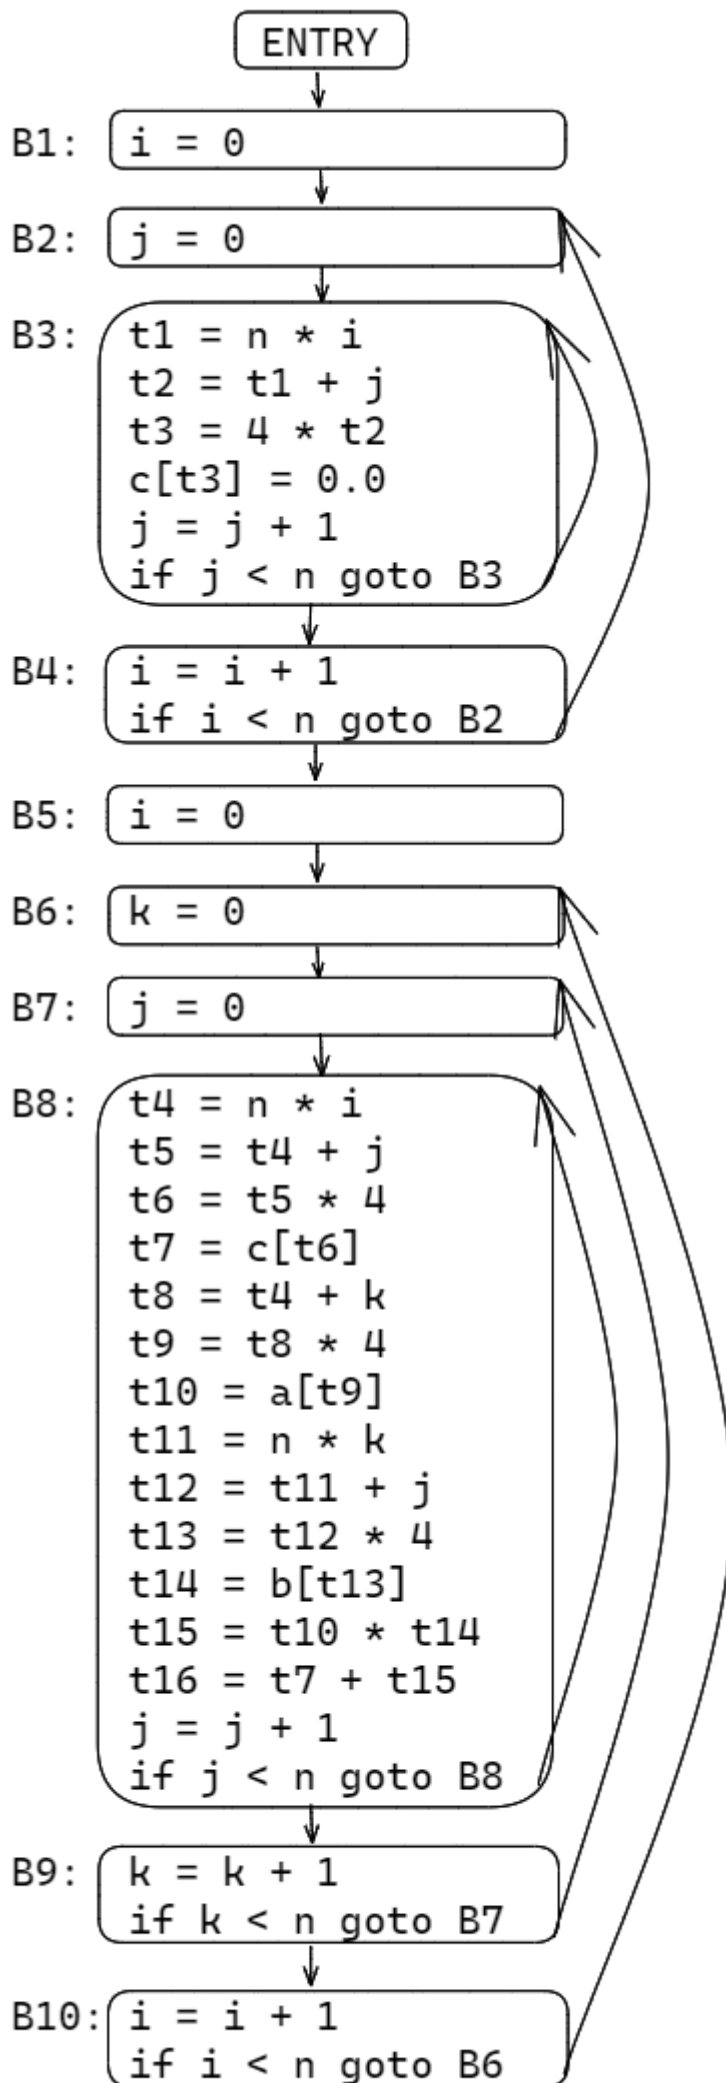 ENTRY
B1: i = 0
B2: j = 0
B3: t1 = n * i
t2 = t1 + j
t3 = 4 * t2
c[t3] = 0.0
j = j + 1
if j < n goto B3
B4: i = i + 1
if i < n goto B2
B5: i = 0
B6: k = 0
B7: j = 0
B8: t4 = n * i
t5 = t4 + j
t6 = t5 * 4
t7 = c[t6]
t8 = t4 + k
t9 = t8 * 4
t10 = a[t9]
t11 = n * k
t12 = t11 + j
t13 = t12 * 4
t14 = b[t13]
t15 = t10 * t14
t16 = t7 + t15
j = j + 1
if j < n goto B8
B9: k = k + 1
if k < n goto B7
B10: i = i + 1
if i < n goto B6